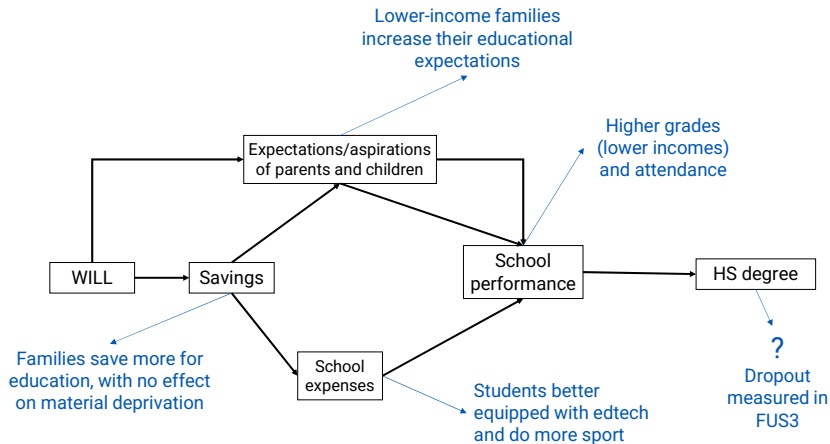 Lower-income families
increase their educational
expectations
Higher grades
(lower incomes)
and attendance
Expectations/aspirations
of parents and children
WILL
Savings
School
performance
HS degree
Families save more for
education, with no effect
on material deprivation
School
expenses
Students better
equipped with edtech
and do more sport
?
Dropout
measured in
FUS3